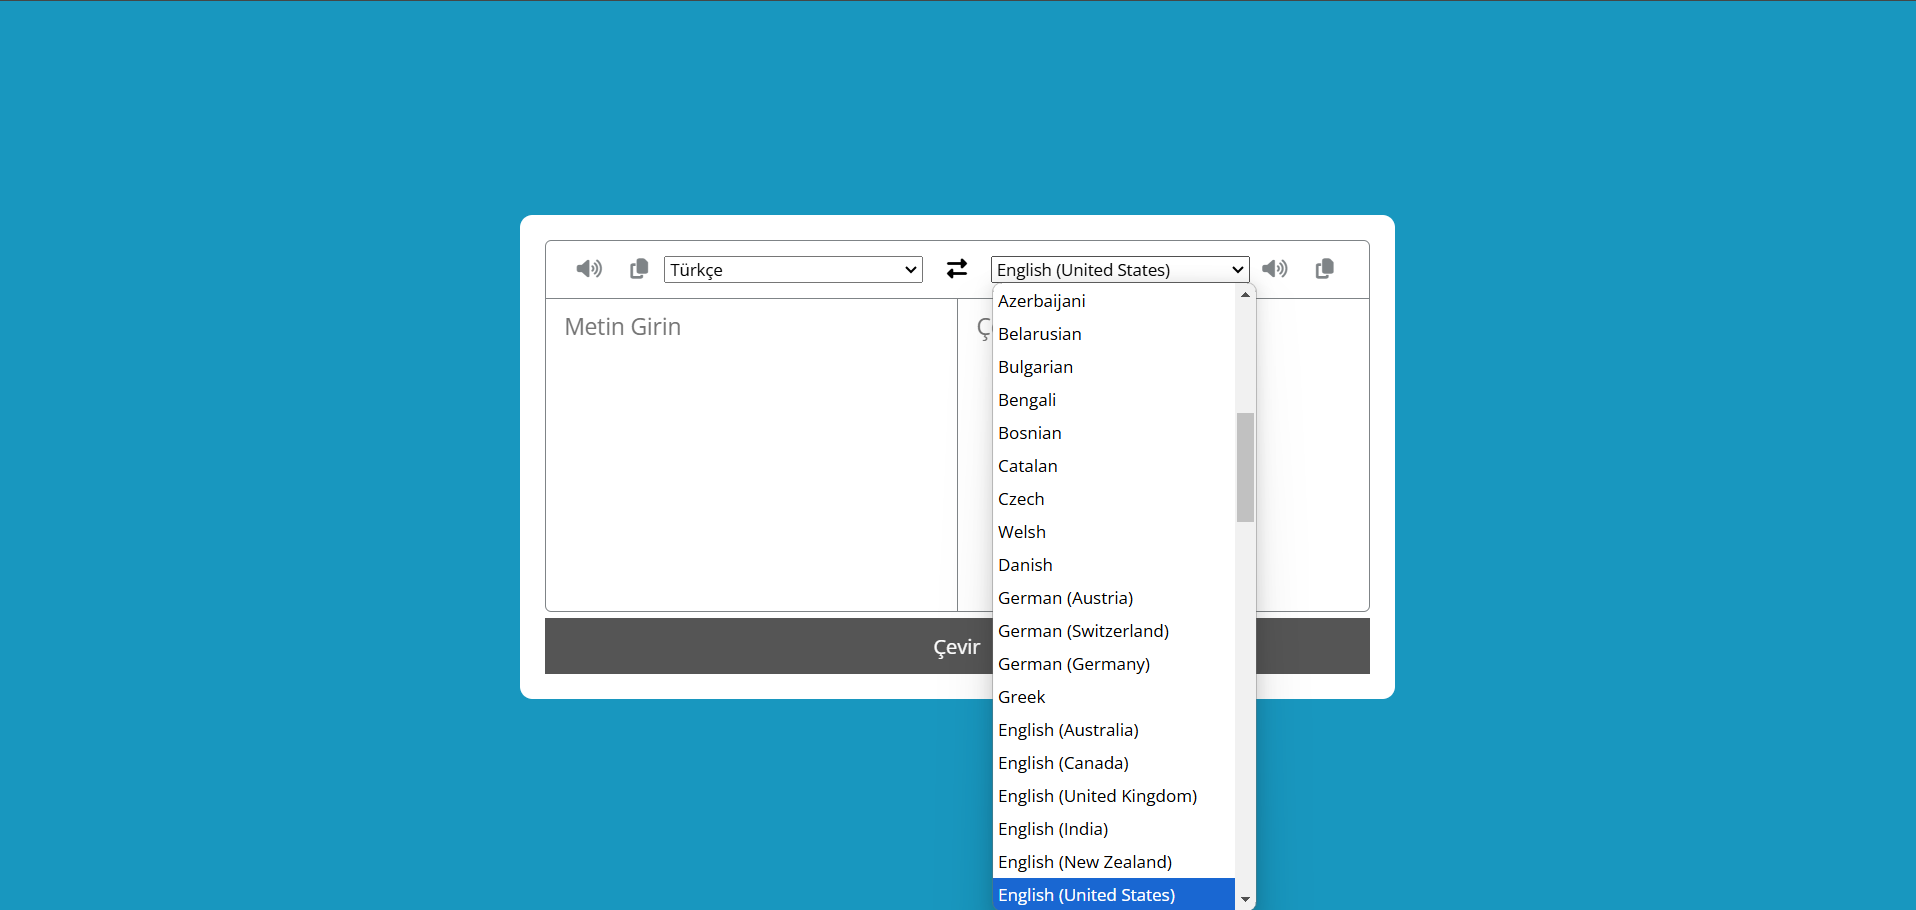 Türkçe
English (United States)
Metin Girin
Azerbaijani
Belarusian
Bulgarian
Bengali
Bosnian
Catalan
Czech
Welsh
Danish
German (Austria)
German (Switzerland)
German (Germany)
Greek
English (Australia)
English (Canada)
English (United Kingdom)
English (India)
English (New Zealand)
English (United States)
Çevir